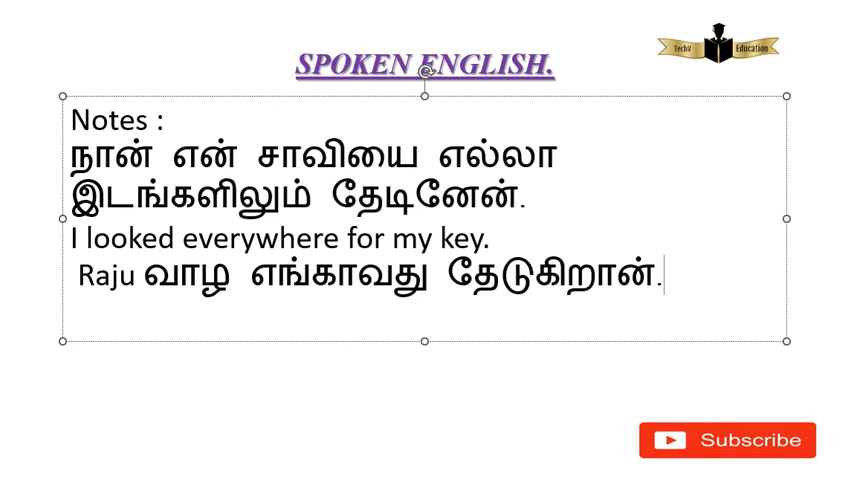 TechV Education
SPOKEN ENGLISH.
Notes :
நான் என் சாவியை எல்லா
இடங்களிலும் தேடினேன்.
I looked everywhere for my key.
Raju வாழ எங்காவது தேடுகிறான்.
Subscribe